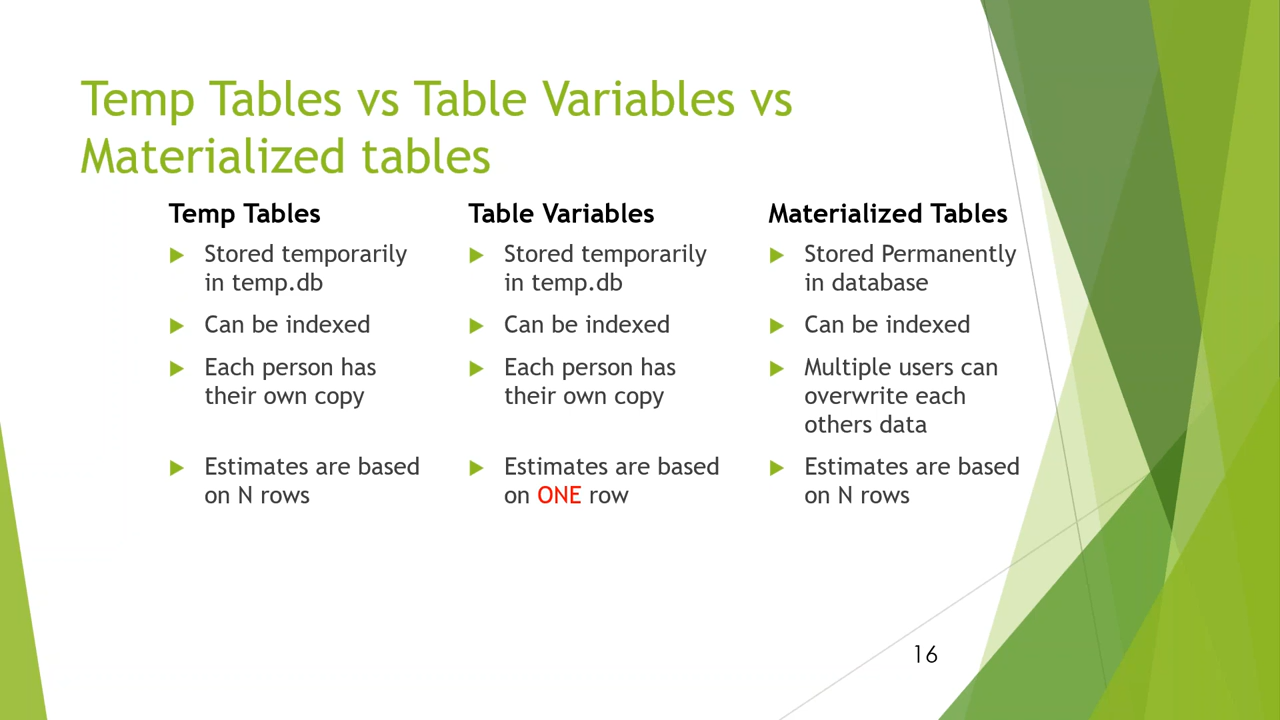 Temp Tables vs Table Variables vs
Materialized tables
Temp Tables
Stored temporarily
in temp.db
Can be indexed
Each person has
their own copy
Estimates are based
on N rows
Table Variables
Stored temporarily
in temp.db
Can be indexed
Each person has
their own copy
Estimates are based
on ONE row
Materialized Tables
Stored Permanently
in database
Can be indexed
Multiple users can
overwrite each
others data
Estimates are based
on N rows
16